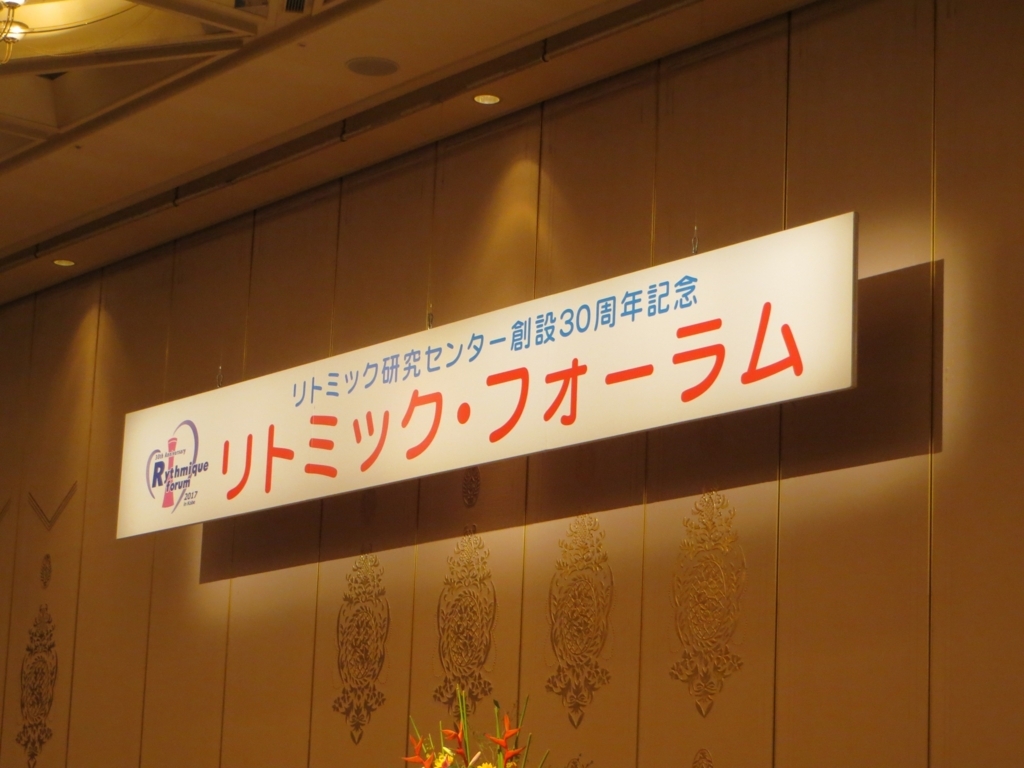 リトミック研究センター創設30周年記念
リトミック・フォーラム
Rythmique
forum
2017